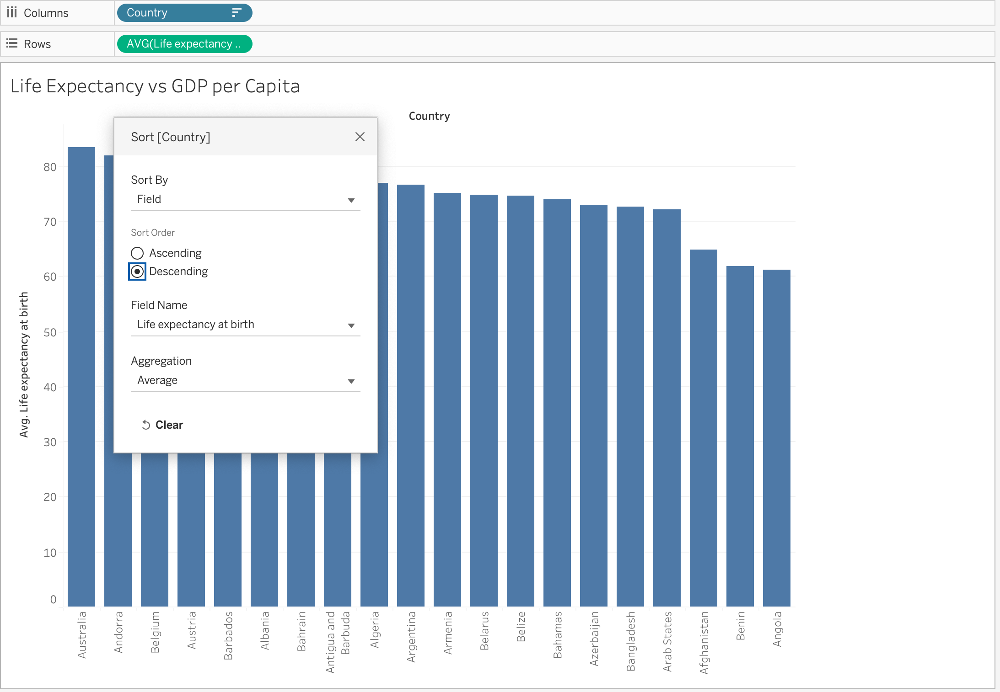 Columns
Country
Rows
AVG(Life expectancy ..
Life Expectancy vs GDP per Capita
Country
Sort [Country]
Sort By
Field
Sort Order
Ascending
Descending
Field Name
Life expectancy at birth
Aggregation
Average
Clear
Avg. Life expectancy at birth
80
70
60
50
40
30
20
10
0
Australia
Andorra
Belgium
Austria
Barbados
Albania
Bahrain
Antigua and
Barbuda
Algeria
Argentina
Armenia
Belarus
Belize
Bahamas
Azerbaijan
Bangladesh
Arab States
Afghanistan
Benin
Angola